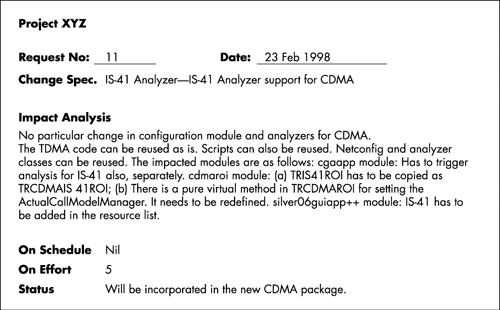 Project XYZ
Request No: 11 Date: 23 Feb 1998
Change Spec. IS-41 Analyzer—IS-41 Analyzer support for CDMA
Impact Analysis
No particular change in configuration module and analyzers for CDMA.
The TDMA code can be reused as is. Scripts can also be reused. Netconfig and analyzer
classes can be reused. The impacted modules are as follows: cgaapp module: Has to trigger
analysis for IS-41 also, separately. cdmaroi module: (a) TRIS41ROI has to be copied as
TRCDMAIS 41ROI; (b) There is a pure virtual method in TRCDMAROI for setting the
ActualCallModelManager. It needs to be redefined. silver06guiapp++ module: IS-41 has to
be added in the resource list.
On Schedule Nil
On Effort 5
Status Will be incorporated in the new CDMA package.